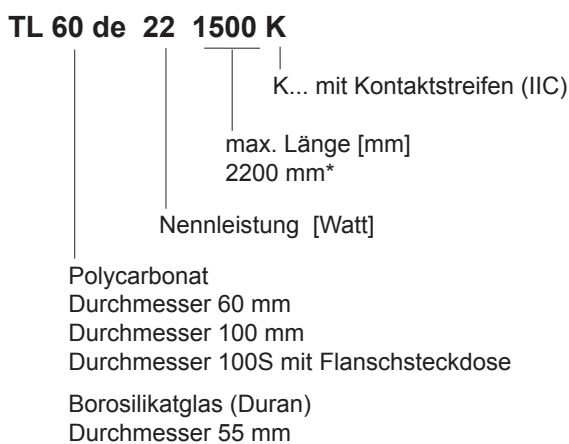 TL 60 de 22 1500 K
K... mit Kontaktstreifen (IIC)
max. Länge [mm]
2200 mm*
Nennleistung [Watt]
Polycarbonat
Durchmesser 60 mm
Durchmesser 100 mm
Durchmesser 100S mit Flanschsteckdose
Borosilikatglas (Duran)
Durchmesser 55 mm